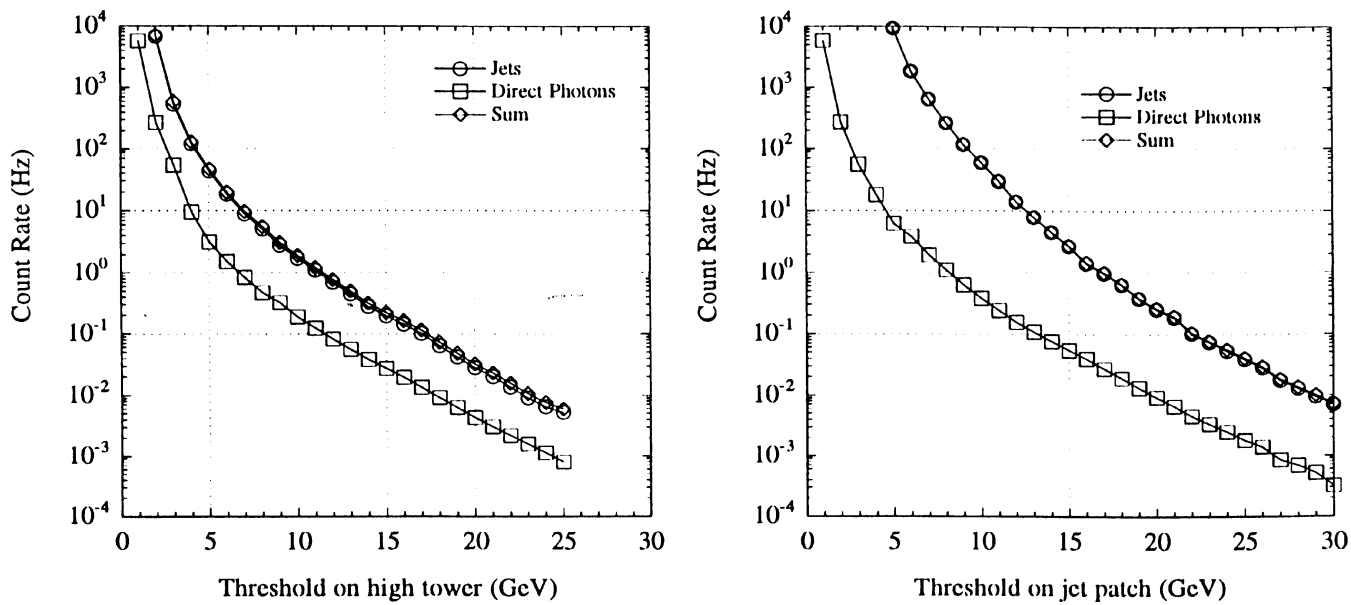 10^4
10^3
10^2
10^1
10^0
10^-1
10^-2
10^-3
10^-4
Count Rate (Hz)
Jets
Direct Photons
Sum
0 5 10 15 20 25 30
Threshold on high tower (GeV)
10^4
10^3
10^2
10^1
10^0
10^-1
10^-2
10^-3
10^-4
Count Rate (Hz)
Jets
Direct Photons
Sum
0 5 10 15 20 25 30
Threshold on jet patch (GeV)